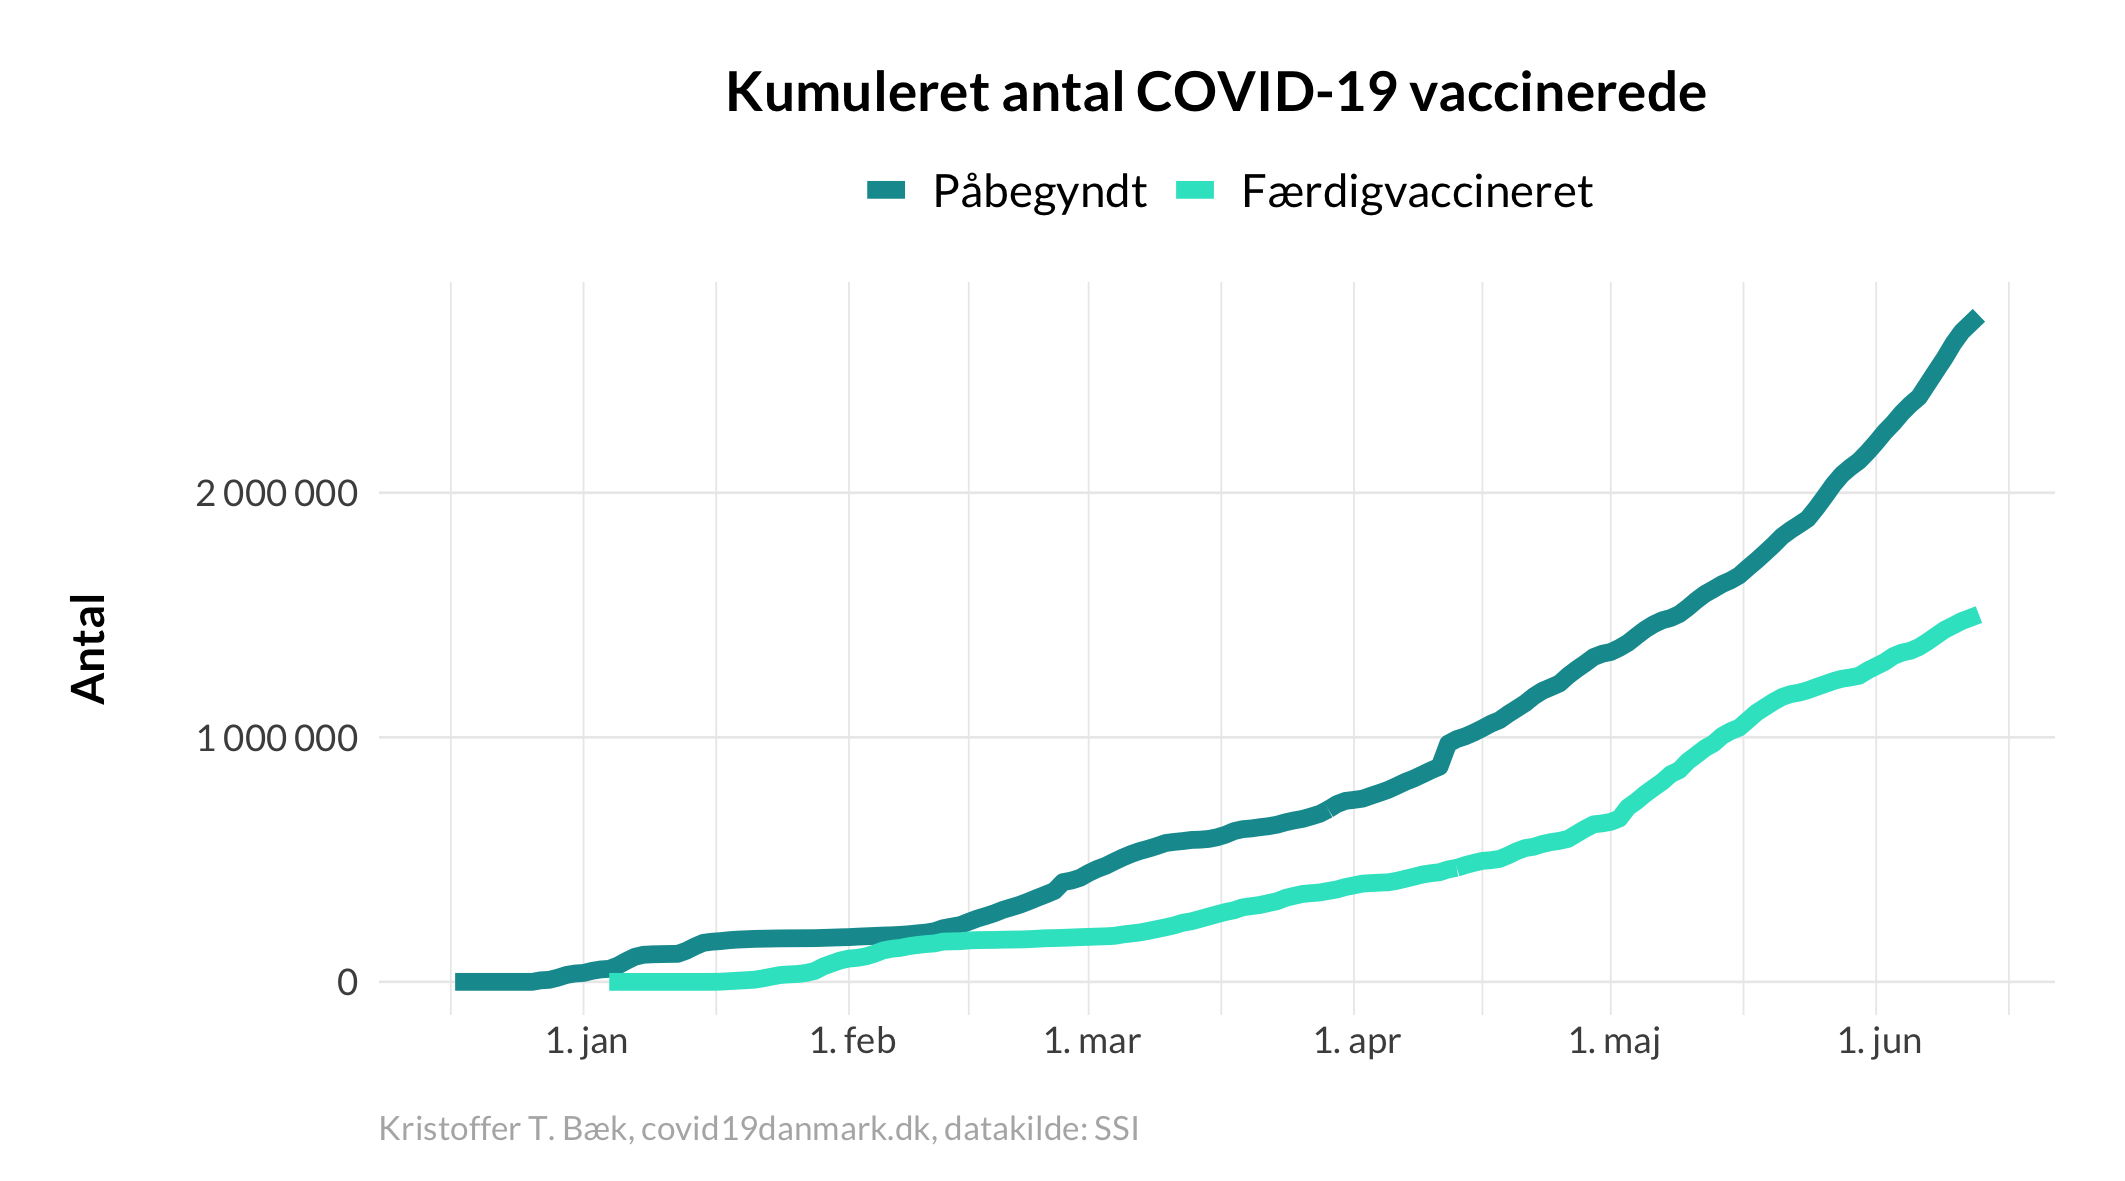 Kumuleret antal COVID-19 vaccinerede
Påbegyndt Færdigvaccineret
Antal
2 000 000
1 000 000
0
1. jan 1. feb 1. mar 1. apr 1. maj 1. jun
Kristoffer T. Bæk, covid19danmark.dk, datakilde: SSI